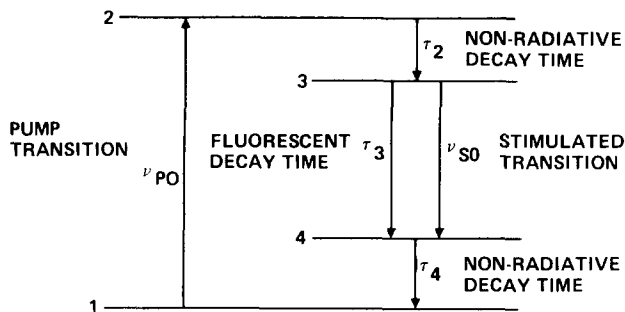 2
τ2 NON-RADIATIVE
DECAY TIME
3
PUMP
TRANSITION
νPO
FLUORESCENT
DECAY TIME
τ3
νS0
STIMULATED
TRANSITION
4
τ4 NON-RADIATIVE
DECAY TIME
1